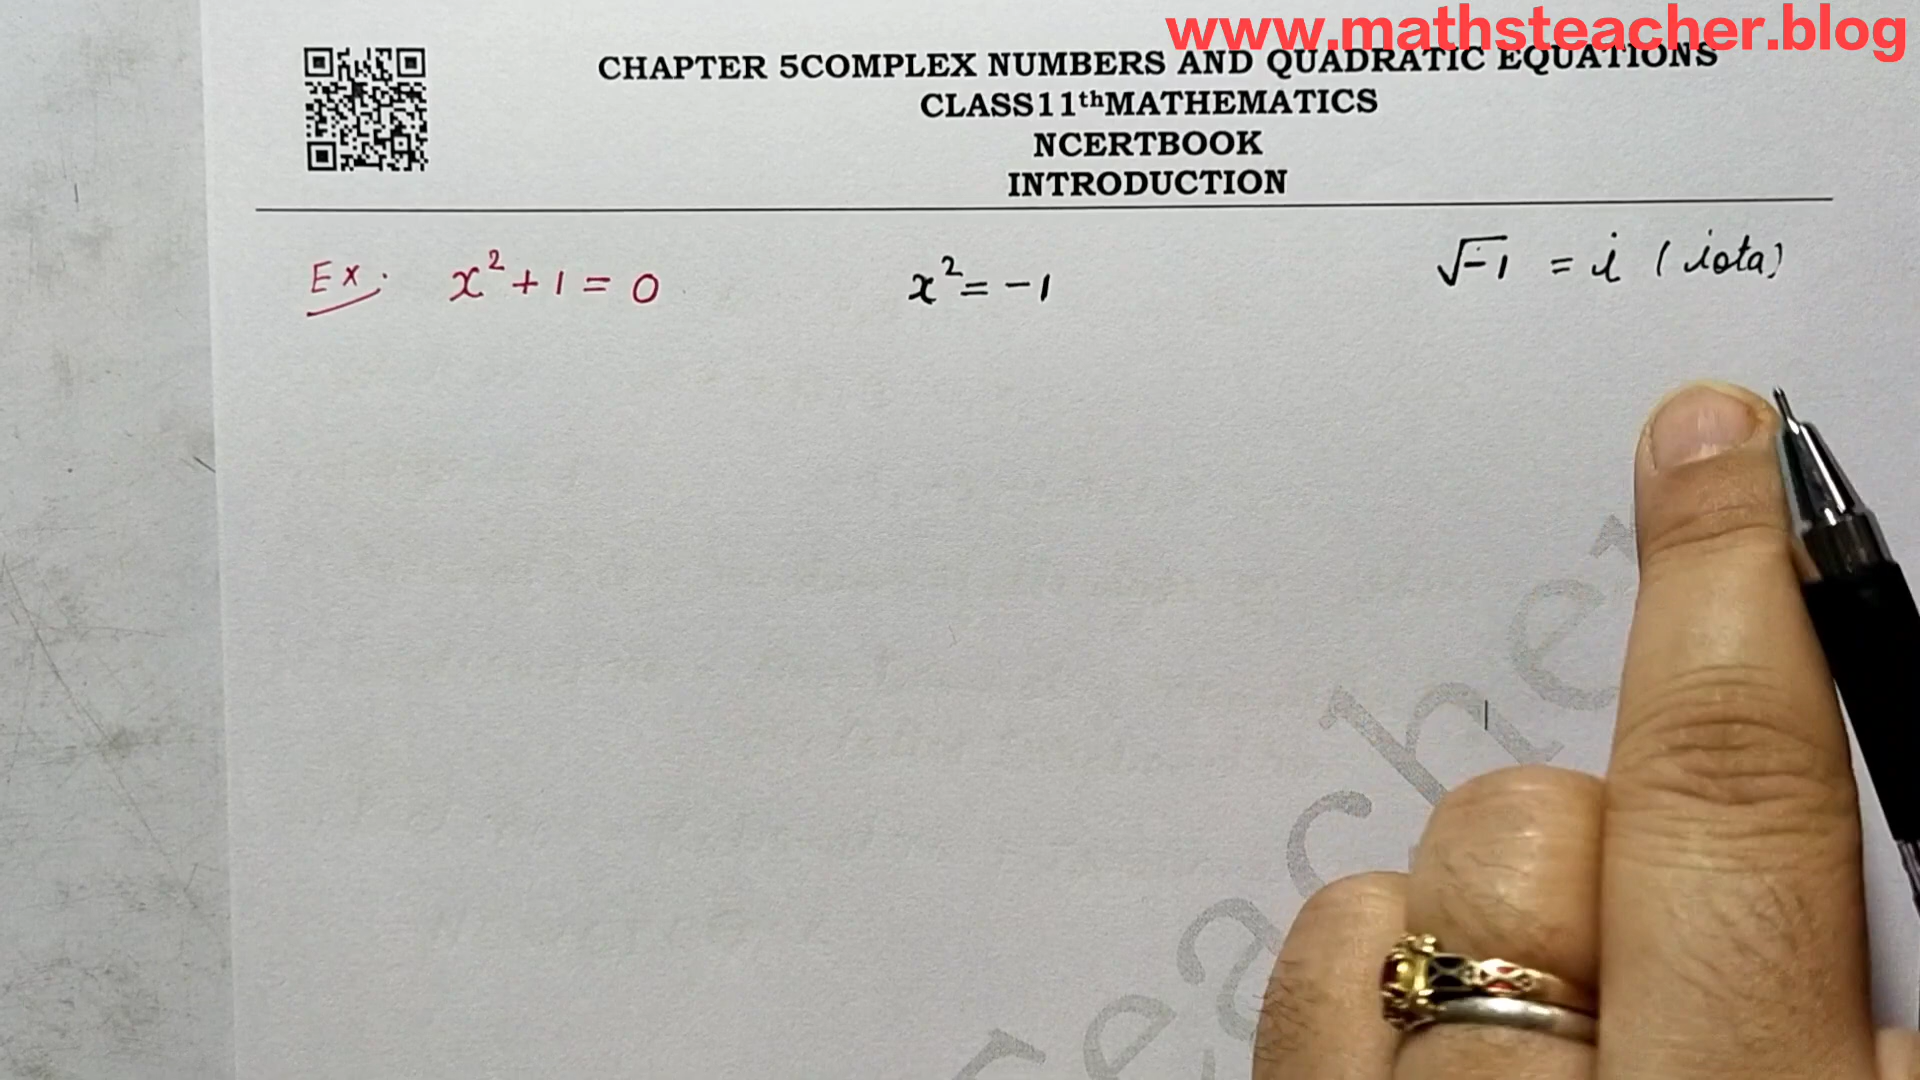 www.mathsteacher.blog
CHAPTER 5COMPLEX NUMBERS AND QUADRATIC EQUATIONS
CLASS11thMATHEMATICS
NCERTBOOK
INTRODUCTION
Ex. x² + 1 = 0 x² = -1 √-1 = i (iota)
eacher